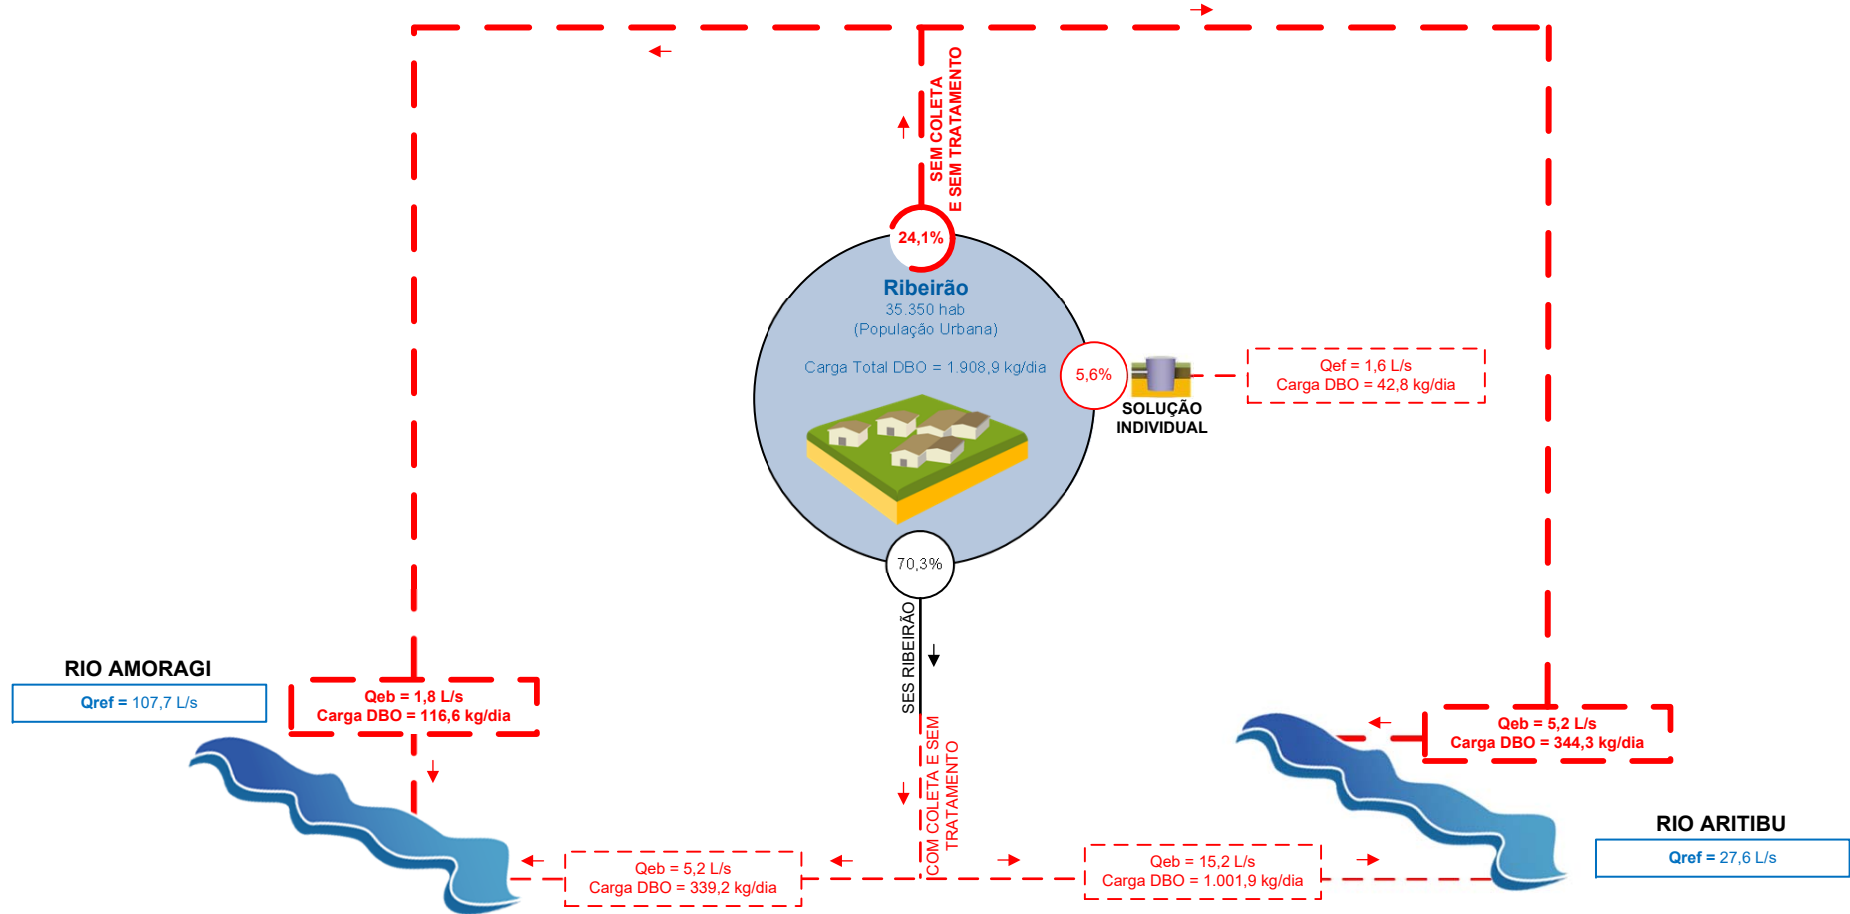 SEM COLETA
E SEM TRATAMENTO
24,1%
Ribeirão
35.350 hab
(População Urbana)
Carga Total DBO = 1.908,9 kg/dia
5,6%
SOLUÇÃO
INDIVIDUAL
Qef = 1,6 L/s
Carga DBO = 42,8 kg/dia
70,3%
SES RIBEIRÃO
COM COLETA E SEM
TRATAMENTO
RIO AMORAGI
Qref = 107,7 L/s
Qeb = 1,8 L/s
Carga DBO = 116,6 kg/dia
Qeb = 5,2 L/s
Carga DBO = 344,3 kg/dia
RIO ARITIBU
Qref = 27,6 L/s
Qeb = 5,2 L/s
Carga DBO = 339,2 kg/dia
Qeb = 15,2 L/s
Carga DBO = 1.001,9 kg/dia